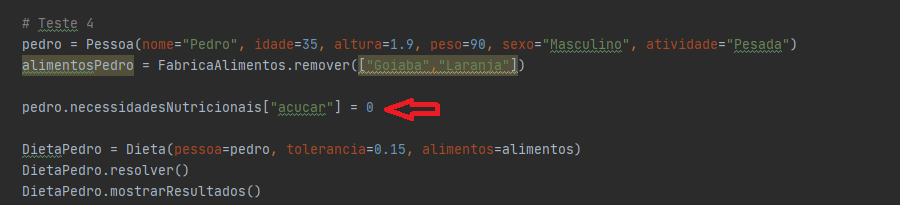 # Teste 4
pedro = Pessoa(nome="Pedro", idade=35, altura=1.9, peso=90, sexo="Masculino", atividade="Pesada")
alimentosPedro = FabricaAlimentos.remover(["Goiaba","Laranja"])
pedro.necessidadesNutricionais["acucar"] = 0
DietaPedro = Dieta(pessoa=pedro, tolerancia=0.15, alimentos=alimentos)
DietaPedro.resolver()
DietaPedro.mostrarResultados()